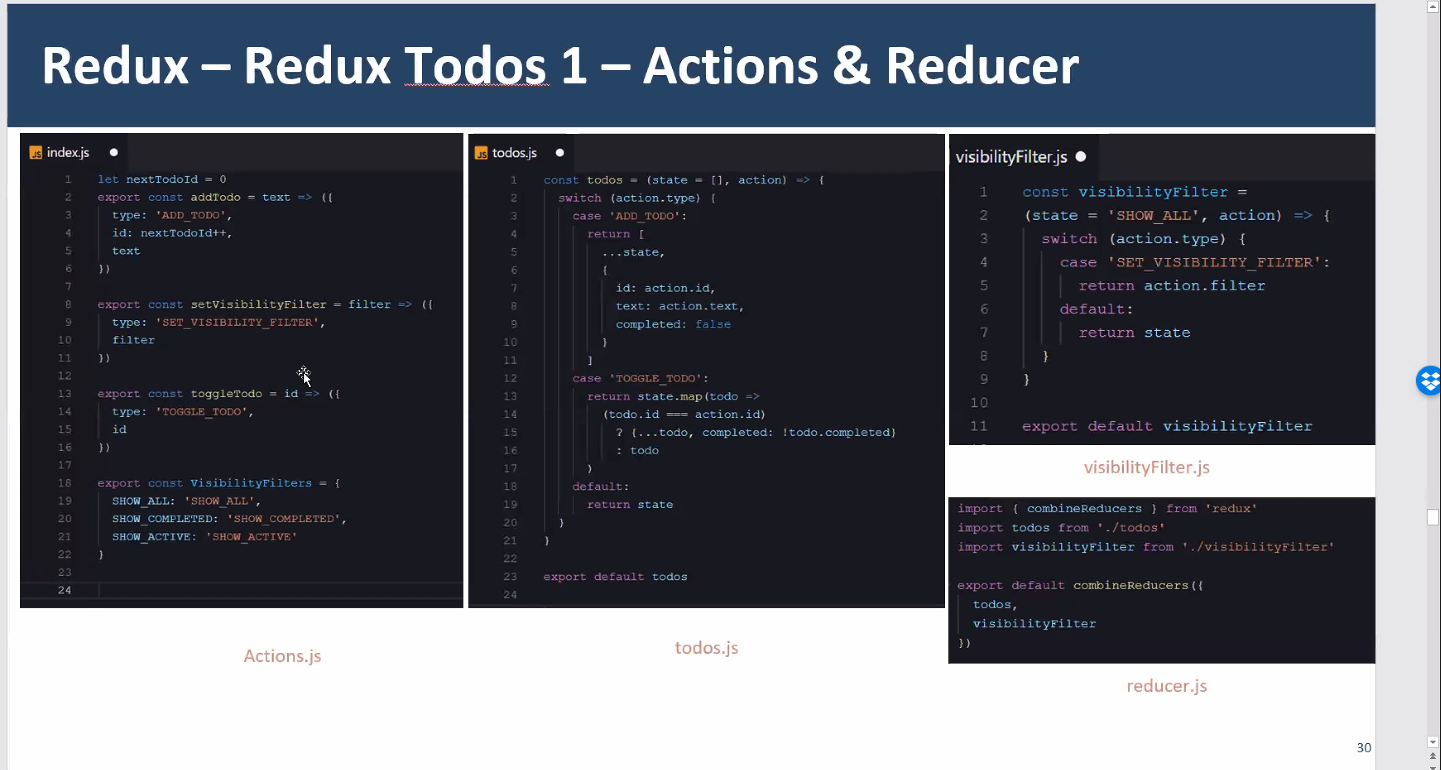 Redux – Redux Todos 1 – Actions & Reducer
JS index.js
1 let nextTodoId = 0
2 export const addTodo = text => ({
3 type: 'ADD_TODO',
4 id: nextTodoId++,
5 text
6 })
7
8 export const setVisibilityFilter = filter => ({
9 type: 'SET_VISIBILITY_FILTER',
10 filter
11 })
12
13 export const toggleTodo = id => ({
14 type: 'TOGGLE_TODO',
15 id
16 })
17
18 export const VisibilityFilters = {
19 SHOW_ALL: 'SHOW_ALL',
20 SHOW_COMPLETED: 'SHOW_COMPLETED',
21 SHOW_ACTIVE: 'SHOW_ACTIVE'
22 }
23
24
Actions.js
JS todos.js
1 const todos = (state = [], action) => {
2 switch (action.type) {
3 case 'ADD_TODO':
4 return [
5 ...state,
6 {
7 id: action.id,
8 text: action.text,
9 completed: false
10 }
11 ]
12 case 'TOGGLE_TODO':
13 return state.map(todo =>
14 (todo.id === action.id)
15 ? {...todo, completed: !todo.completed}
16 : todo
17 )
18 default:
19 return state
20 }
21 }
22
23 export default todos
24
todos.js
visibilityFilter.js
1 const visibilityFilter =
2 (state = 'SHOW_ALL', action) => {
3 switch (action.type) {
4 case 'SET_VISIBILITY_FILTER':
5 return action.filter
6 default:
7 return state
8 }
9 }
10
11 export default visibilityFilter
visibilityFilter.js
import { combineReducers } from 'redux'
import todos from './todos'
import visibilityFilter from './visibilityFilter'
export default combineReducers({
todos,
visibilityFilter
})
reducer.js
30